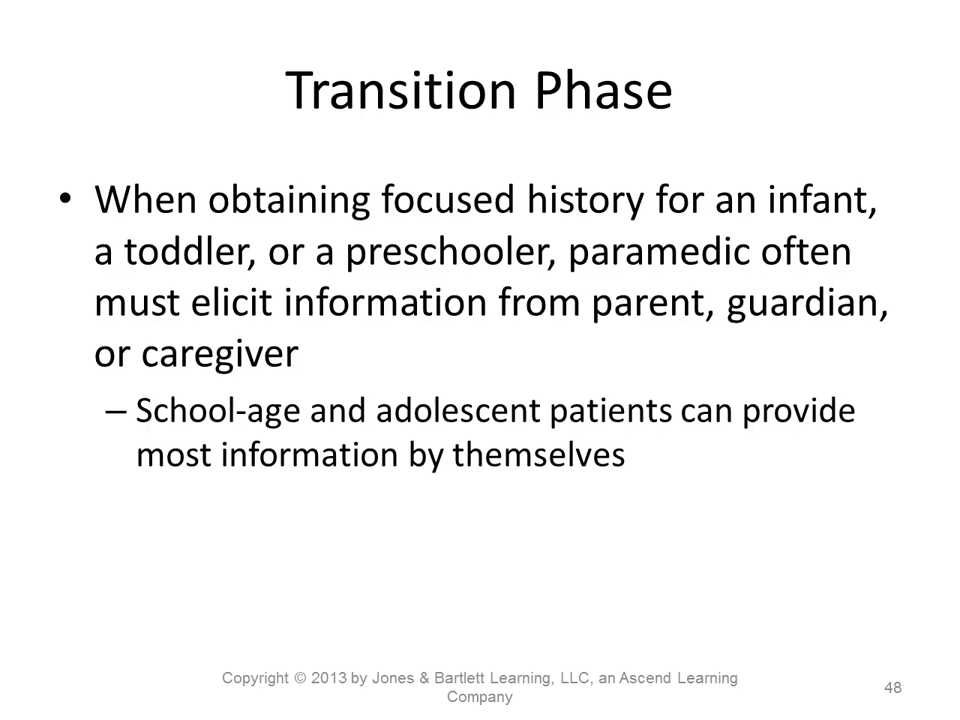 Transition Phase
• When obtaining focused history for an infant,
a toddler, or a preschooler, paramedic often
must elicit information from parent, guardian,
or caregiver
– School-age and adolescent patients can provide
most information by themselves
Copyright © 2013 by Jones & Bartlett Learning, LLC, an Ascend Learning
Company
48